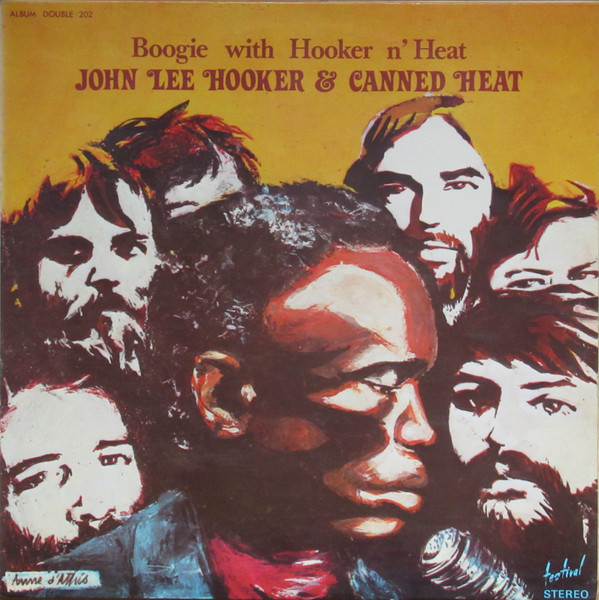 ALBUM DOUBLE 202
Boogie with Hooker n' Heat
JOHN LEE HOOKER & CANNED HEAT
festival
STEREO